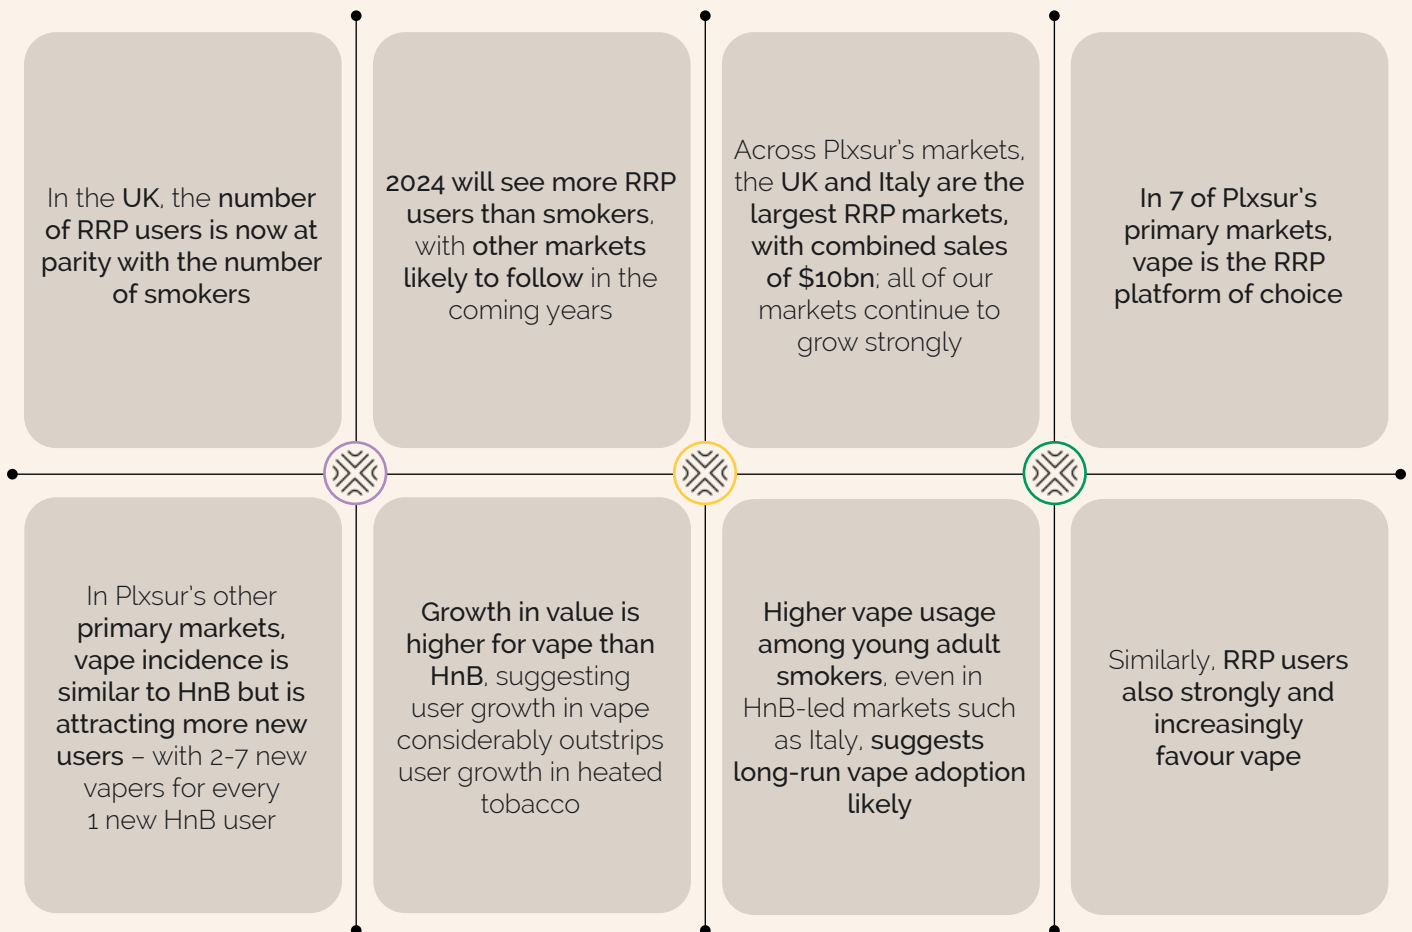 In the UK, the number
of RRP users is now at
parity with the number
of smokers
2024 will see more RRP
users than smokers,
with other markets
likely to follow in the
coming years
Across Plxsur's markets,
the UK and Italy are the
largest RRP markets,
with combined sales
of $10bn; all of our
markets continue to
grow strongly
In 7 of Plxsur's
primary markets,
vape is the RRP
platform of choice
In Plxsur's other
primary markets,
vape incidence is
similar to HnB but is
attracting more new
users – with 2-7 new
vapers for every
1 new HnB user
Growth in value is
higher for vape than
HnB, suggesting
user growth in vape
considerably outstrips
user growth in heated
tobacco
Higher vape usage
among young adult
smokers, even in
HnB-led markets such
as Italy, suggests
long-run vape adoption
likely
Similarly, RRP users
also strongly and
increasingly
favour vape